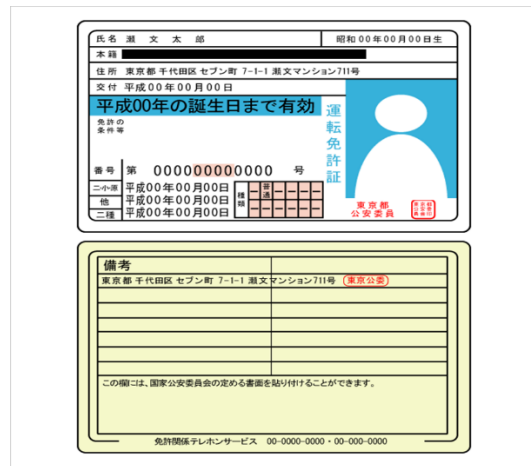 氏名 瀬 文 太 郎 昭和00年00月00日生
本籍
住所 東京都千代田区セブン町 7-1-1 瀬文マンション711号
交付 平成00年00月00日
平成00年の誕生日まで有効
免許の
条件等
運転免許証
番号 第 000000000000 号
二・小・原 平成00年00月00日
他 平成00年00月00日
二種 平成00年00月00日
種類 普通
東京都
公安委員
備考
東京都千代田区セブン町 7-1-1 瀬文マンション711号 東京公委
この欄には、国家公安委員会の定める書面を貼り付けることができます。
免許関係テレホンサービス 00-0000-0000・00-000-0000